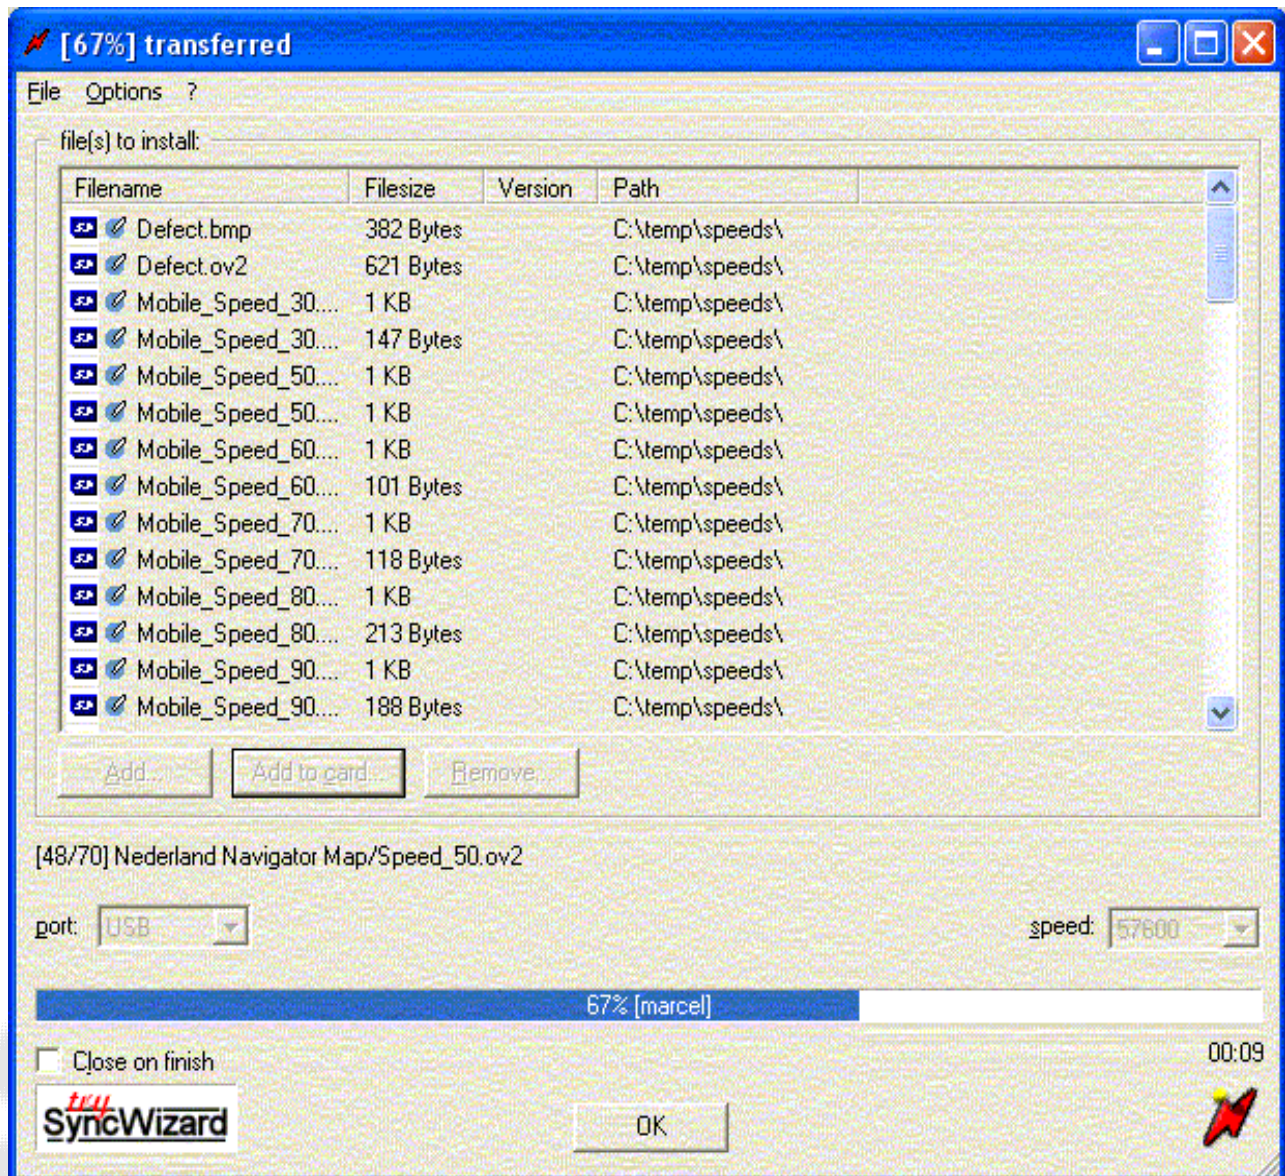 [67%] transferred
File Options ?
file(s) to install:
Filename Filesize Version Path
Defect.bmp 382 Bytes C:\temp\speeds\
Defect.ov2 621 Bytes C:\temp\speeds\
Mobile_Speed_30.... 1 KB C:\temp\speeds\
Mobile_Speed_30.... 147 Bytes C:\temp\speeds\
Mobile_Speed_50.... 1 KB C:\temp\speeds\
Mobile_Speed_50.... 1 KB C:\temp\speeds\
Mobile_Speed_60.... 1 KB C:\temp\speeds\
Mobile_Speed_60.... 101 Bytes C:\temp\speeds\
Mobile_Speed_70.... 1 KB C:\temp\speeds\
Mobile_Speed_70.... 118 Bytes C:\temp\speeds\
Mobile_Speed_80.... 1 KB C:\temp\speeds\
Mobile_Speed_80.... 213 Bytes C:\temp\speeds\
Mobile_Speed_90.... 1 KB C:\temp\speeds\
Mobile_Speed_90.... 188 Bytes C:\temp\speeds\
Add... Add to card... Remove...
[48/70] Nederland Navigator Map/Speed_50.ov2
port: USB speed: 57600
67% [marcel]
Close on finish 00:09
try
SyncWizard
OK